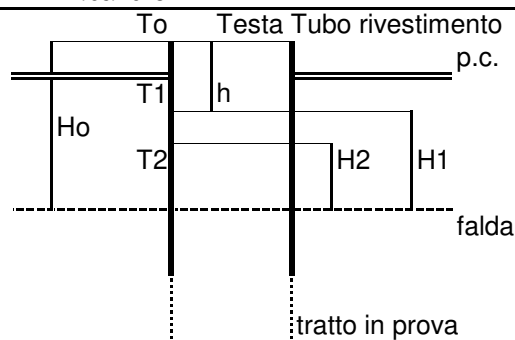 To Testa Tubo rivestimento
p.c.
T1 h
Ho
T2 H2 H1
falda
tratto in prova